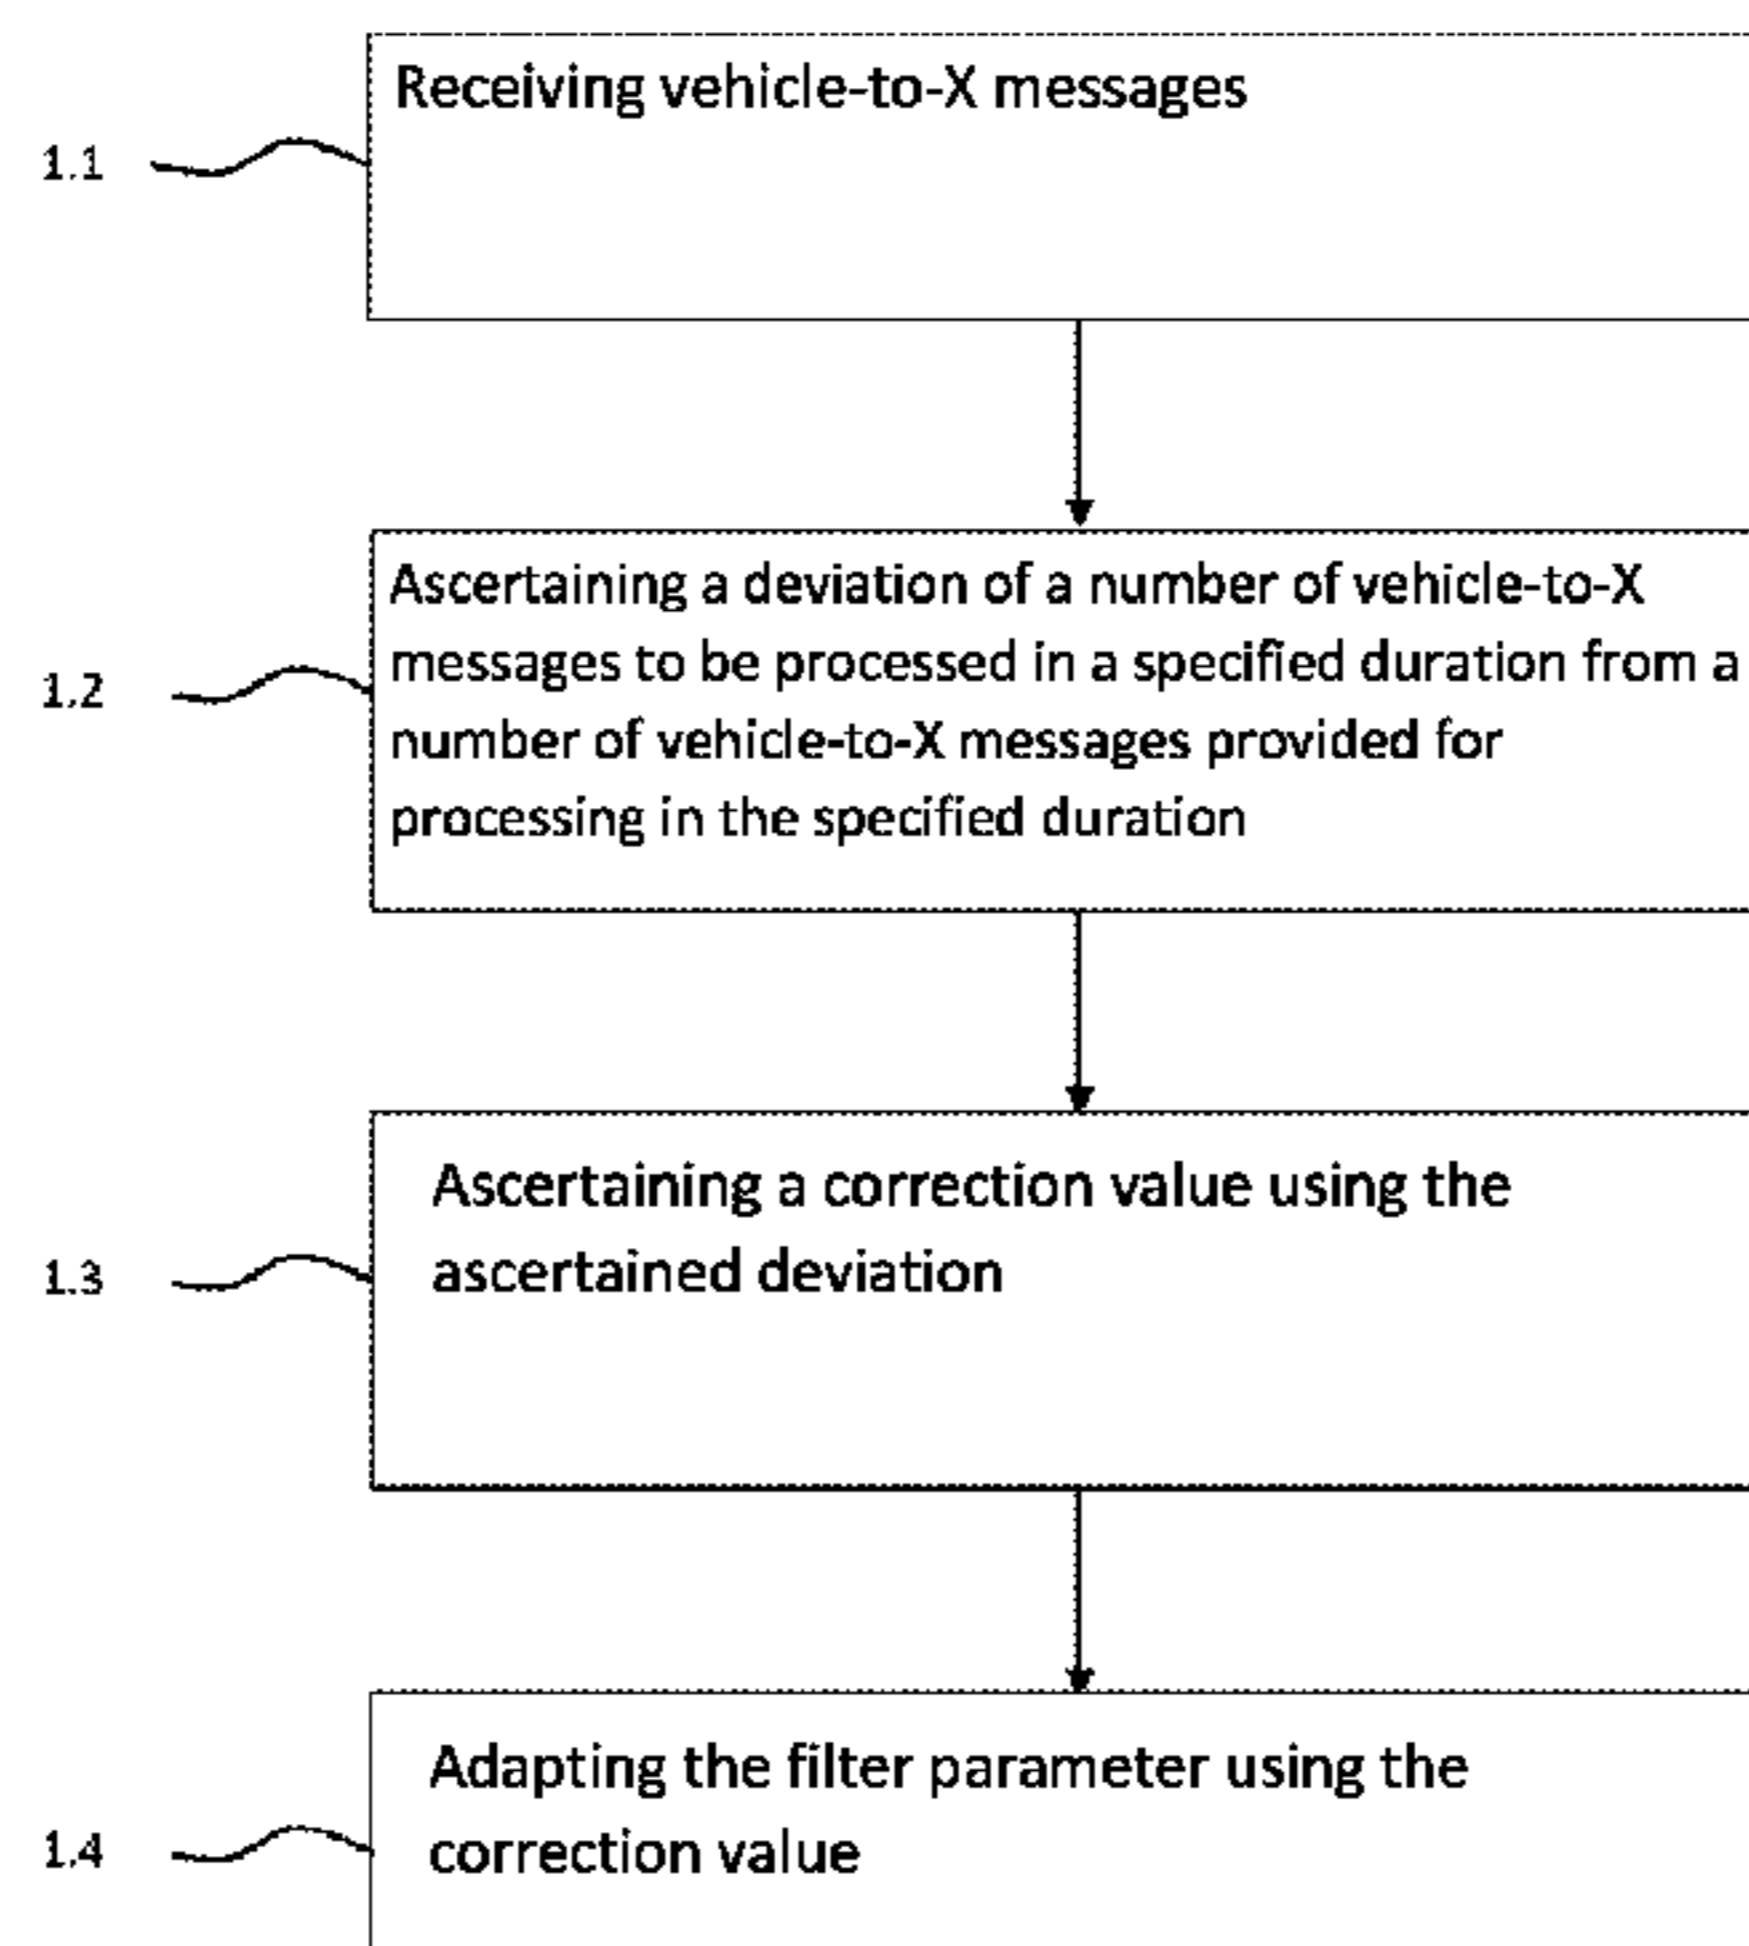 Receiving vehicle-to-X messages
1.1
Ascertaining a deviation of a number of vehicle-to-X
messages to be processed in a specified duration from a
number of vehicle-to-X messages provided for
processing in the specified duration
1.2
Ascertaining a correction value using the
ascertained deviation
1.3
Adapting the filter parameter using the
correction value
1.4